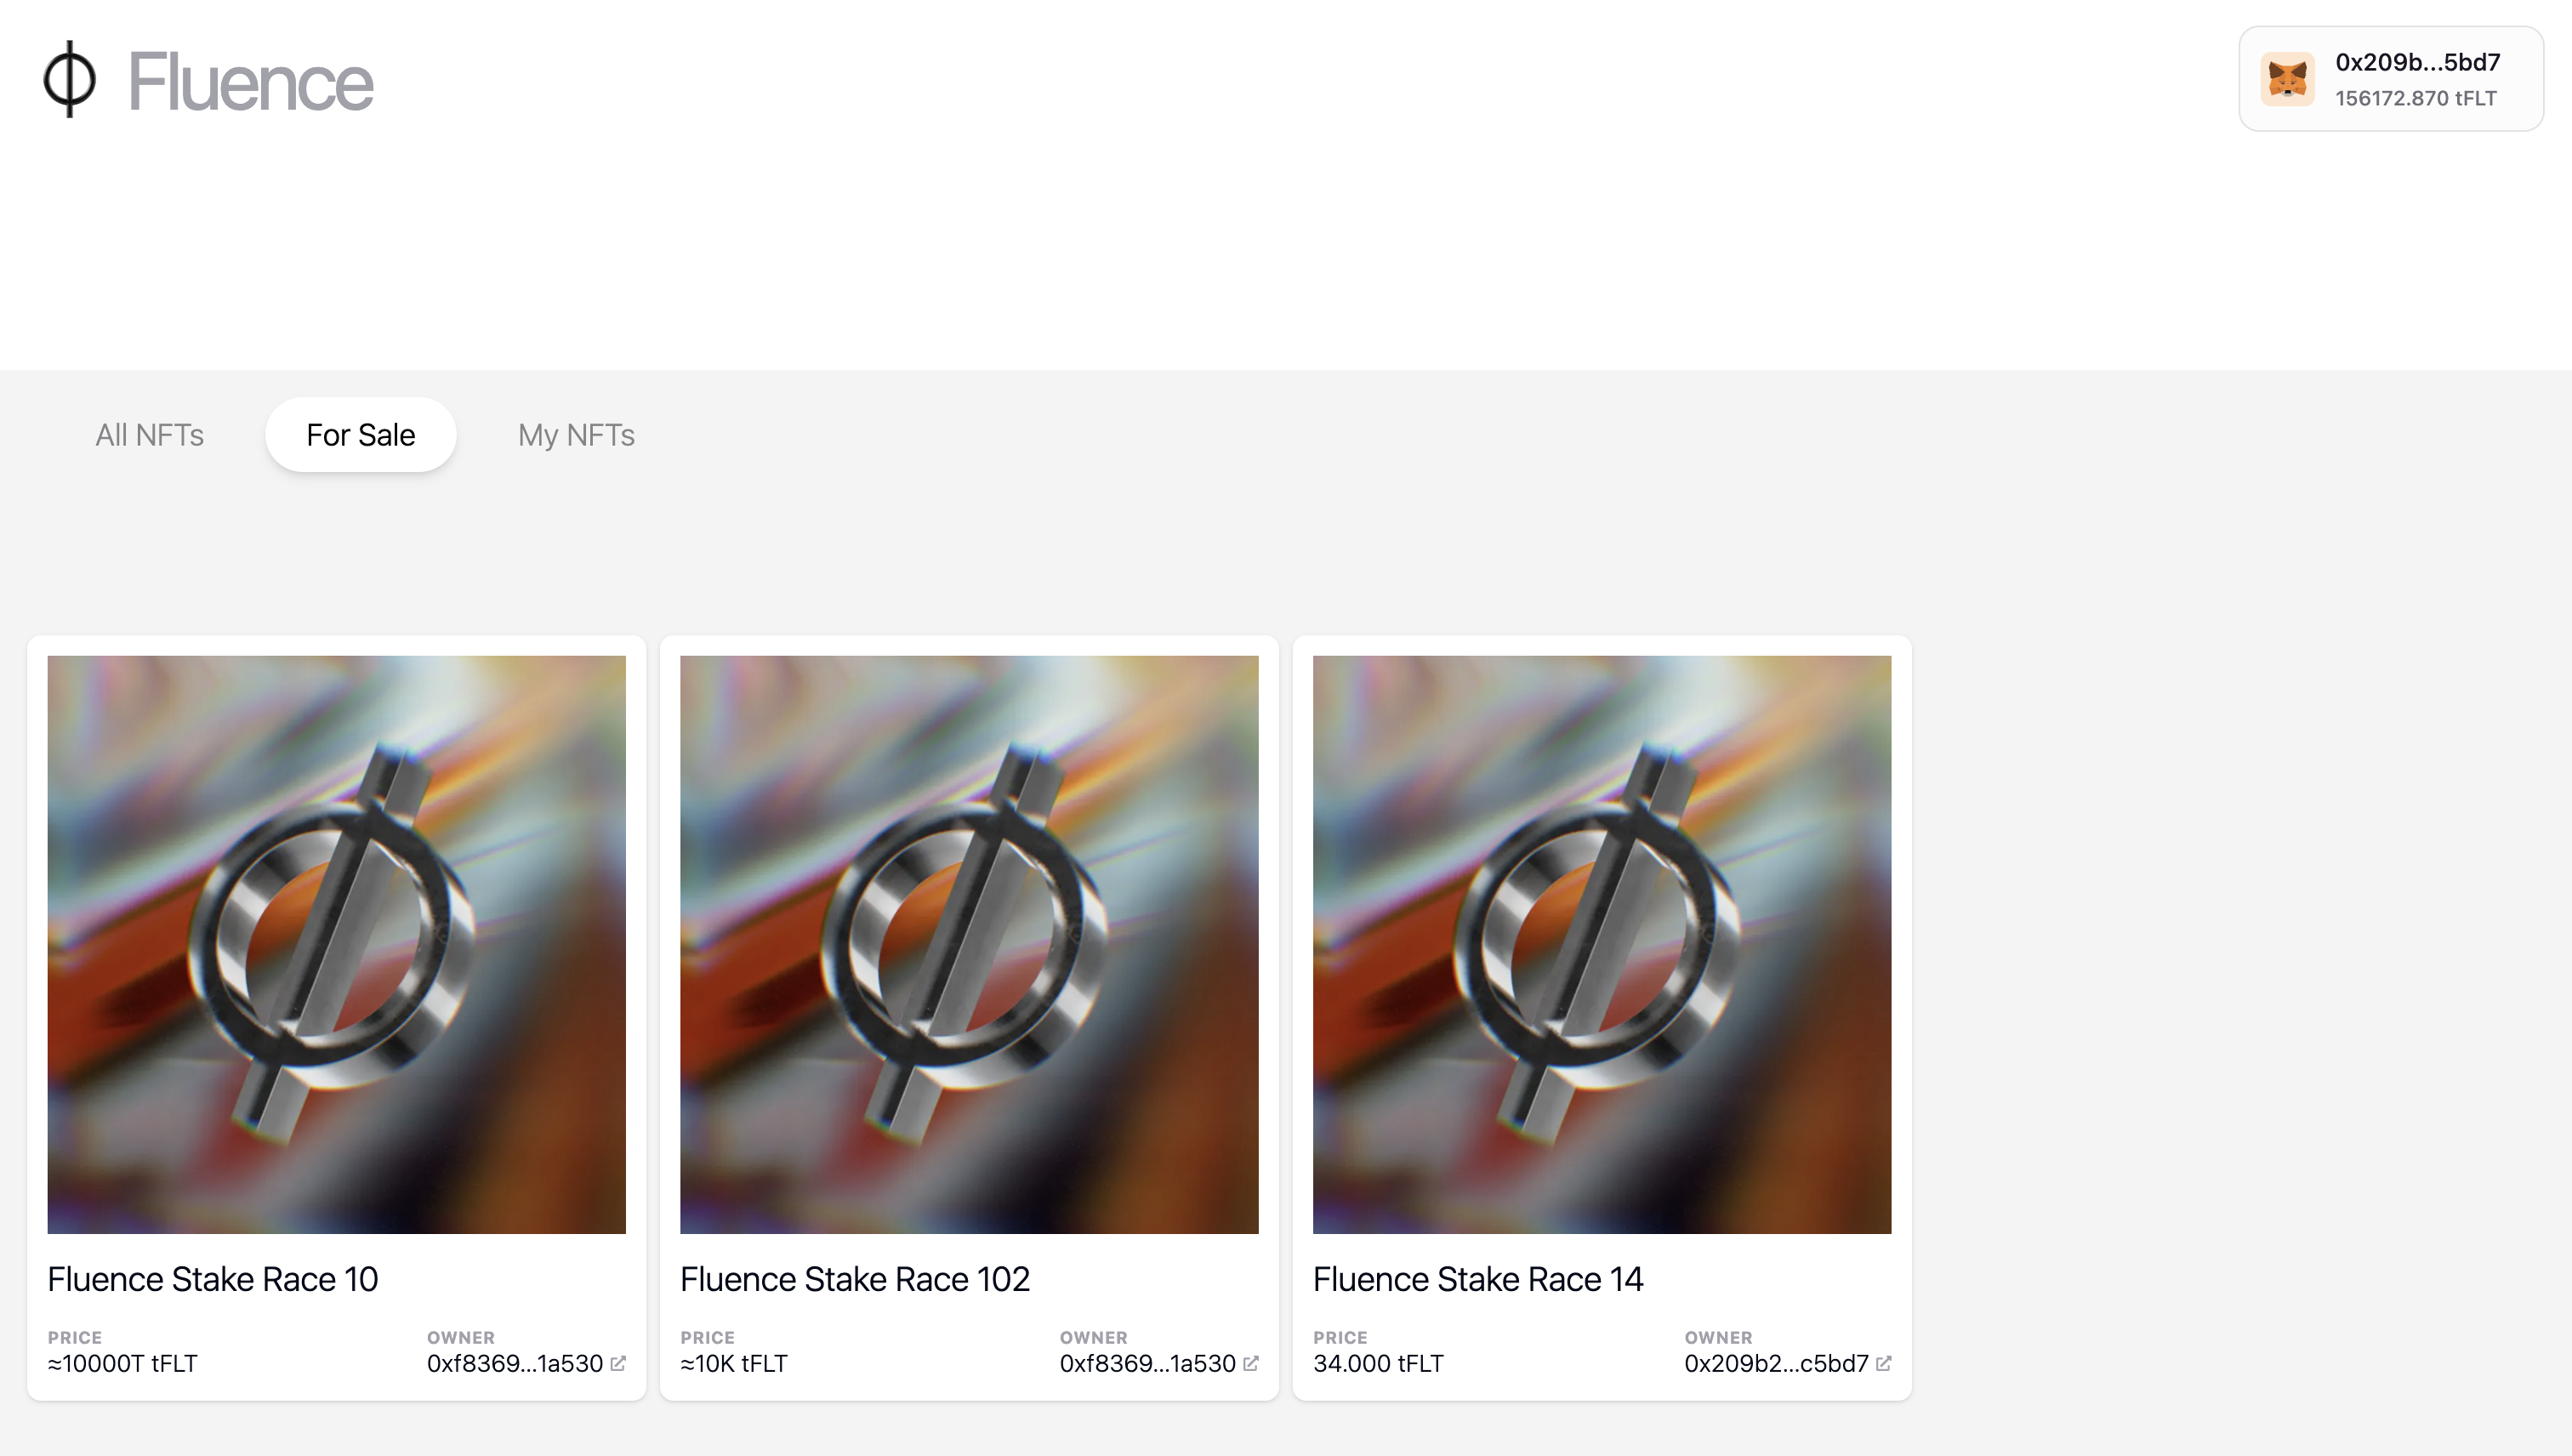 Fluence
0x209b...5bd7
156172.870 tFLT
All NFTs
For Sale
My NFTs
Fluence Stake Race 10
PRICE
≈10000T tFLT
OWNER
0xf8369...1a530
Fluence Stake Race 102
PRICE
≈10K tFLT
OWNER
0xf8369...1a530
Fluence Stake Race 14
PRICE
34.000 tFLT
OWNER
0x209b2...c5bd7